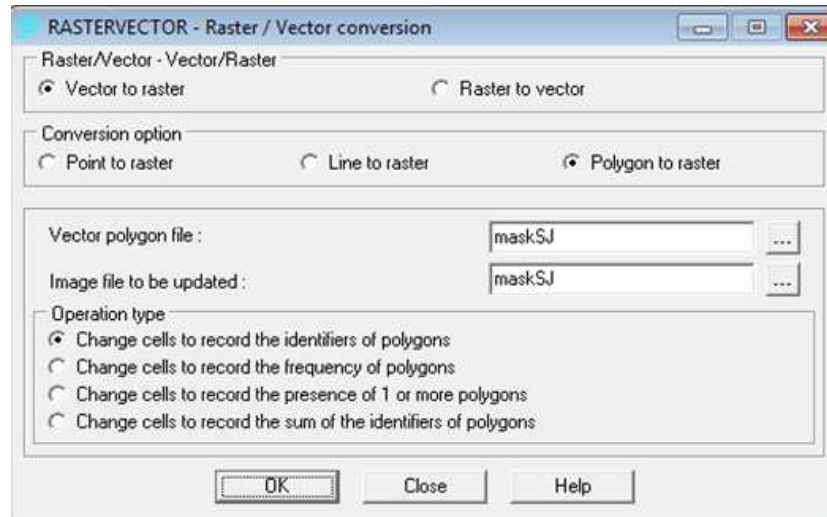 RASTERVECTOR - Raster / Vector conversion
Raster/Vector - Vector/Raster
Vector to raster
Raster to vector
Conversion option
Point to raster
Line to raster
Polygon to raster
Vector polygon file :
maskSJ
...
Image file to be updated :
maskSJ
...
Operation type
Change cells to record the identifiers of polygons
Change cells to record the frequency of polygons
Change cells to record the presence of 1 or more polygons
Change cells to record the sum of the identifiers of polygons
OK
Close
Help